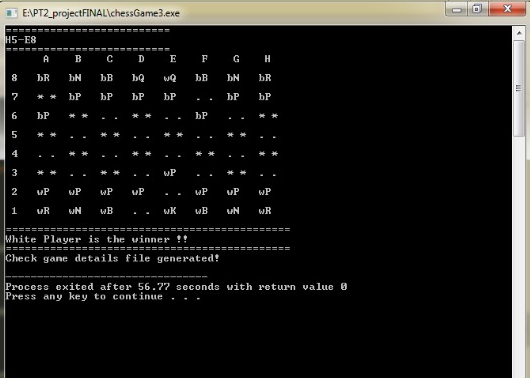 E:\PT2_projectFINAL\chessGame3.exe
==========================
H5-E8
==========================
A B C D E F G H
8 bR bN bB bQ wQ bB bN bR
7 * * bP bP bP bP . . bP bP
6 bP * * . . * * . . bP . . * *
5 * * . . * * . . * * . . * * . .
4 . . * * . . * * . . * * . . * *
3 * * . . * * . . wP . . * * . .
2 wP wP wP wP . . wP wP wP
1 wR wN wB . . wK wB wN wR
=============================================
White Player is the winner !!
=============================================
Check game details file generated!
--------------------------------
Process exited after 56.77 seconds with return value 0
Press any key to continue . . .